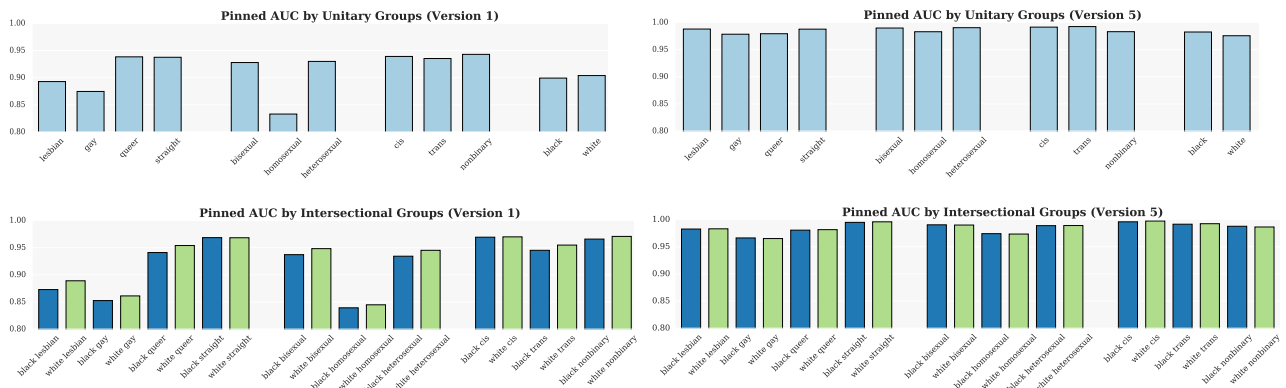 Pinned AUC by Unitary Groups (Version 1)
1.00
0.95
0.90
0.85
0.80
lesbian
gay
queer
straight
bisexual
homosexual
heterosexual
cis
trans
nonbinary
black
white
Pinned AUC by Unitary Groups (Version 5)
1.00
0.95
0.90
0.85
0.80
lesbian
gay
queer
straight
bisexual
homosexual
heterosexual
cis
trans
nonbinary
black
white
Pinned AUC by Intersectional Groups (Version 1)
1.00
0.95
0.90
0.85
0.80
black lesbian
white lesbian
black gay
white gay
black queer
white queer
black straight
white straight
black bisexual
white bisexual
black homosexual
white homosexual
black heterosexual
white heterosexual
black cis
white cis
black trans
white trans
black nonbinary
white nonbinary
Pinned AUC by Intersectional Groups (Version 5)
1.00
0.95
0.90
0.85
0.80
black lesbian
white lesbian
black gay
white gay
black queer
white queer
black straight
white straight
black bisexual
white bisexual
black homosexual
white homosexual
black heterosexual
white heterosexual
black cis
white cis
black trans
white trans
black nonbinary
white nonbinary